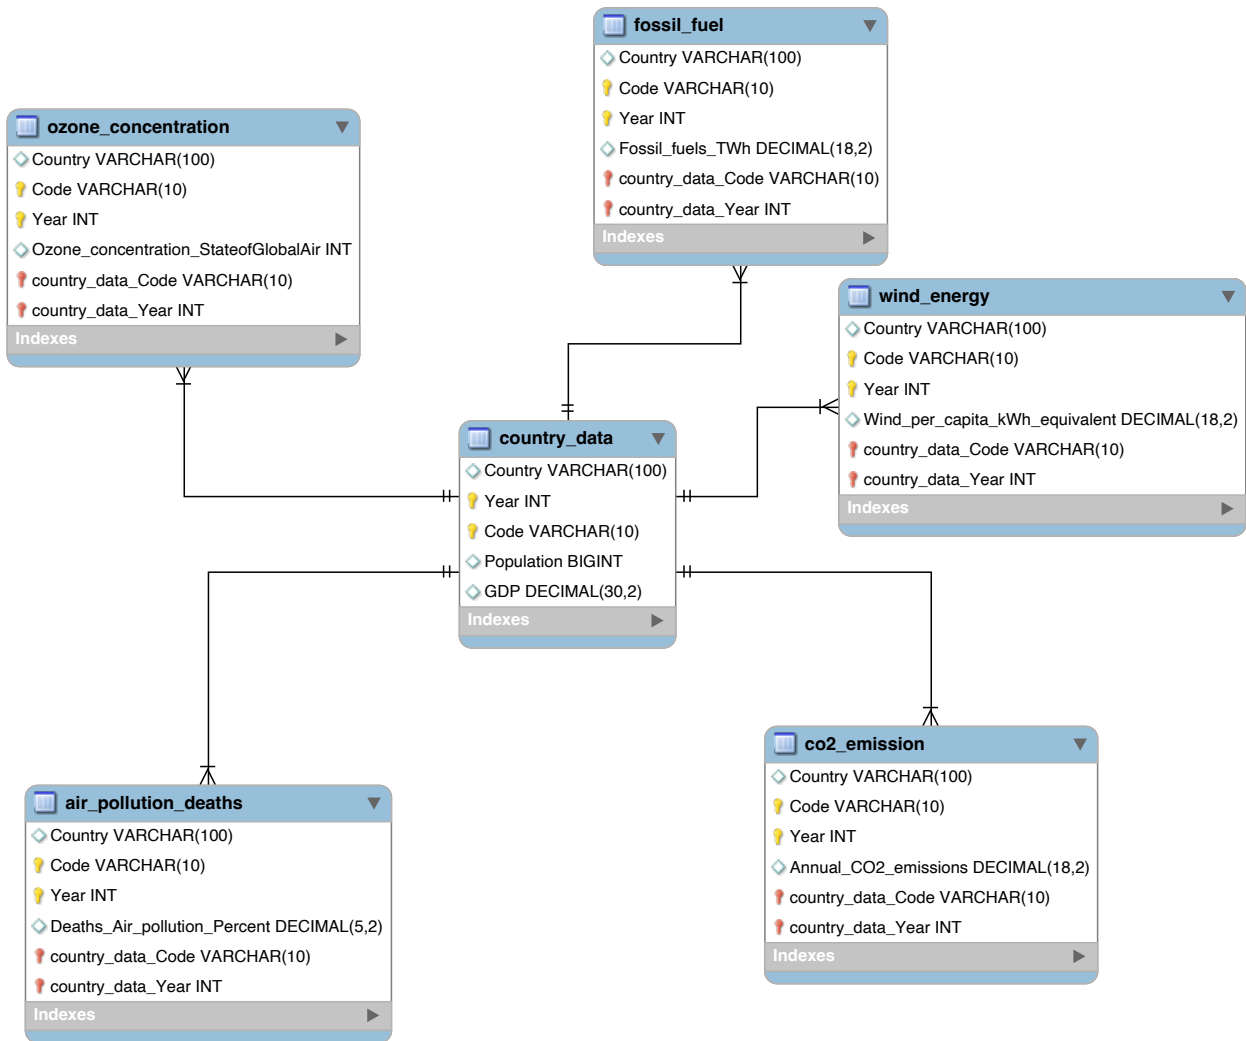 fossil_fuel
Country VARCHAR(100)
Code VARCHAR(10)
Year INT
Fossil_fuels_TWh DECIMAL(18,2)
country_data_Code VARCHAR(10)
country_data_Year INT
Indexes
ozone_concentration
Country VARCHAR(100)
Code VARCHAR(10)
Year INT
Ozone_concentration_StateofGlobalAir INT
country_data_Code VARCHAR(10)
country_data_Year INT
Indexes
wind_energy
Country VARCHAR(100)
Code VARCHAR(10)
Year INT
Wind_per_capita_kWh_equivalent DECIMAL(18,2)
country_data_Code VARCHAR(10)
country_data_Year INT
Indexes
country_data
Country VARCHAR(100)
Year INT
Code VARCHAR(10)
Population BIGINT
GDP DECIMAL(30,2)
Indexes
co2_emission
Country VARCHAR(100)
Code VARCHAR(10)
Year INT
Annual_CO2_emissions DECIMAL(18,2)
country_data_Code VARCHAR(10)
country_data_Year INT
Indexes
air_pollution_deaths
Country VARCHAR(100)
Code VARCHAR(10)
Year INT
Deaths_Air_pollution_Percent DECIMAL(5,2)
country_data_Code VARCHAR(10)
country_data_Year INT
Indexes